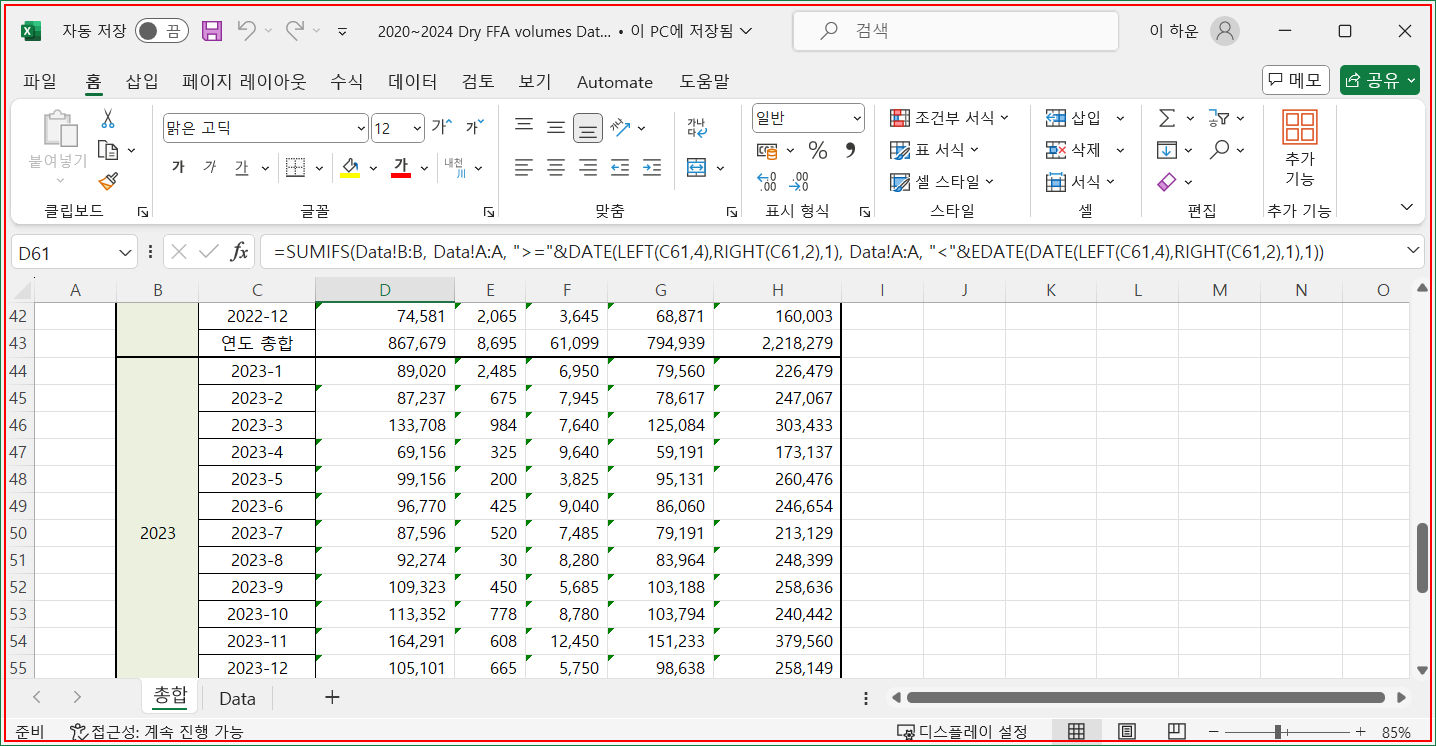 자동 저장 끔 2020~2024 Dry FFA volumes Dat... • 이 PC에 저장됨 검색 이 하운
파일 홈 삽입 페이지 레이아웃 수식 데이터 검토 보기 Automate 도움말 메모 공유
붙여넣기
맑은 고딕 12 가 가
가 가 가 가 내천
가나
다
일반
% 9
.00 .00
조건부 서식
표 서식
셀 스타일
삽입
삭제
서식
추가
기능
클립보드 글꼴 맞춤 표시 형식 스타일 셀 편집 추가 기능
D61 fx =SUMIFS(Data!B:B, Data!A:A, ">="&DATE(LEFT(C61,4),RIGHT(C61,2),1), Data!A:A, "<"&EDATE(DATE(LEFT(C61,4),RIGHT(C61,2),1),1))
A B C D E F G H I J K L M N O
42 2022-12 74,581 2,065 3,645 68,871 160,003
43 연도 총합 867,679 8,695 61,099 794,939 2,218,279
44 2023-1 89,020 2,485 6,950 79,560 226,479
45 2023-2 87,237 675 7,945 78,617 247,067
46 2023-3 133,708 984 7,640 125,084 303,433
47 2023-4 69,156 325 9,640 59,191 173,137
48 2023-5 99,156 200 3,825 95,131 260,476
49 2023-6 96,770 425 9,040 86,060 246,654
50 2023 2023-7 87,596 520 7,485 79,191 213,129
51 2023-8 92,274 30 8,280 83,964 248,399
52 2023-9 109,323 450 5,685 103,188 258,636
53 2023-10 113,352 778 8,780 103,794 240,442
54 2023-11 164,291 608 12,450 151,233 379,560
55 2023-12 105,101 665 5,750 98,638 258,149
총합 Data +
준비 접근성: 계속 진행 가능 디스플레이 설정 − + 85%